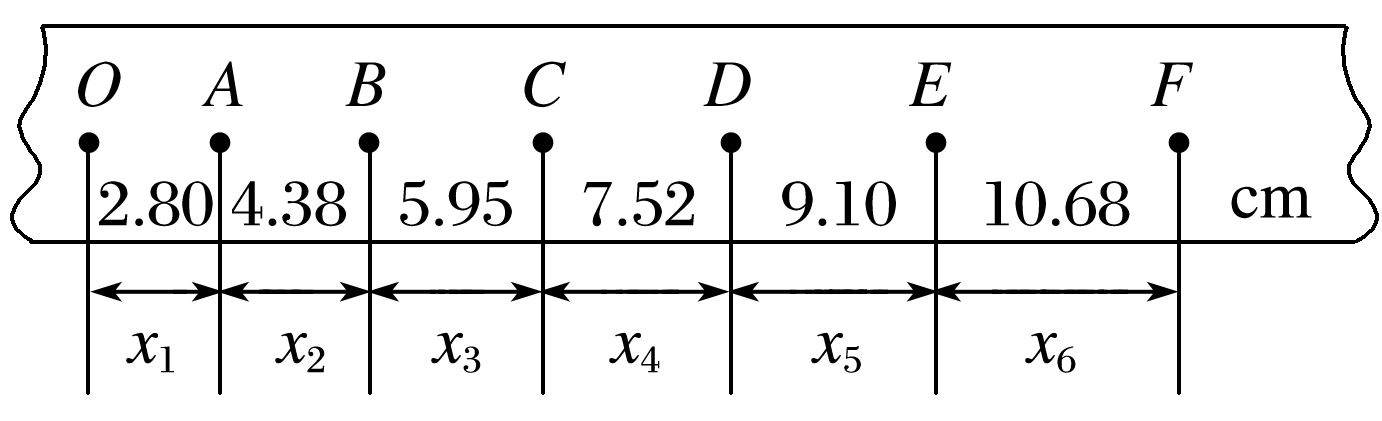 O A B C D E F
2.80 4.38 5.95 7.52 9.10 10.68 cm
x₁ x₂ x₃ x₄ x₅ x₆